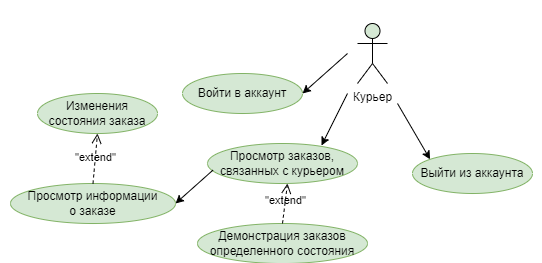 Курьер
Войти в аккаунт
Изменения
состояния заказа
"extend"
Просмотр заказов,
связанных с курьером
Выйти из аккаунта
Просмотр информации
о заказе
"extend"
Демонстрация заказов
определенного состояния